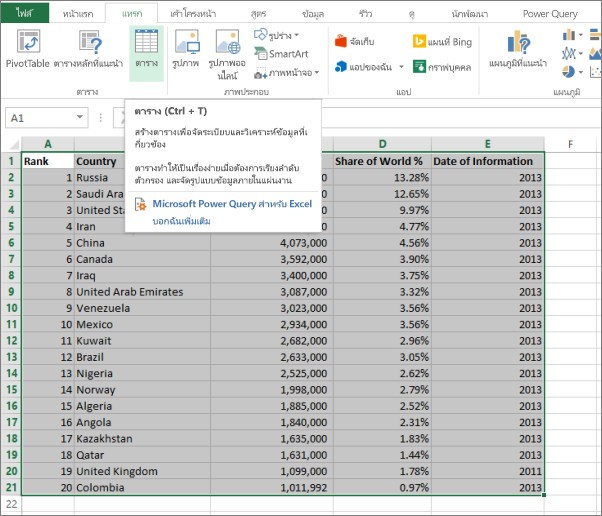 ไฟล์ หน้าแรก แทรก เค้าโครงหน้า สูตร ข้อมูล รีวิว ดู นักพัฒนา Power Query
PivotTable ตารางหลักที่แนะนำ ตาราง รูปภาพ รูปภาพออนไลน์ รูปร่าง SmartArt ภาพหน้าจอ จัดเก็บ แอปของฉัน แผนที่ Bing กราฟบุคคล แผนภูมิที่แนะนำ
ตาราง ภาพประกอบ แอป แผนภูมิ
A1
ตาราง (Ctrl + T)
สร้างตารางเพื่อจัดระเบียบและวิเคราะห์ข้อมูลที่
เกี่ยวข้อง
ตารางทำให้เป็นเรื่องง่ายเมื่อต้องการเรียงลำดับ
ตัวกรอง และจัดรูปแบบข้อมูลภายในแผ่นงาน
Microsoft Power Query สำหรับ Excel
บอกฉันเพิ่มเติม
A D E F
1 Rank Country Share of World % Date of Information
2 1 Russia 13.28% 2013
3 2 Saudi Ara 12.65% 2013
4 3 United Sta 9.97% 2013
5 4 Iran 4.77% 2013
6 5 China 4,073,000 4.56% 2013
7 6 Canada 3,592,000 3.90% 2013
8 7 Iraq 3,400,000 3.75% 2013
9 8 United Arab Emirates 3,087,000 3.32% 2013
10 9 Venezuela 3,023,000 3.56% 2013
11 10 Mexico 2,934,000 3.56% 2013
12 11 Kuwait 2,682,000 2.96% 2013
13 12 Brazil 2,633,000 3.05% 2013
14 13 Nigeria 2,525,000 2.62% 2013
15 14 Norway 1,998,000 2.79% 2013
16 15 Algeria 1,885,000 2.52% 2013
17 16 Angola 1,840,000 2.31% 2013
18 17 Kazakhstan 1,635,000 1.83% 2013
19 18 Qatar 1,631,000 1.44% 2013
20 19 United Kingdom 1,099,000 1.78% 2011
21 20 Colombia 1,011,992 0.97% 2013
22